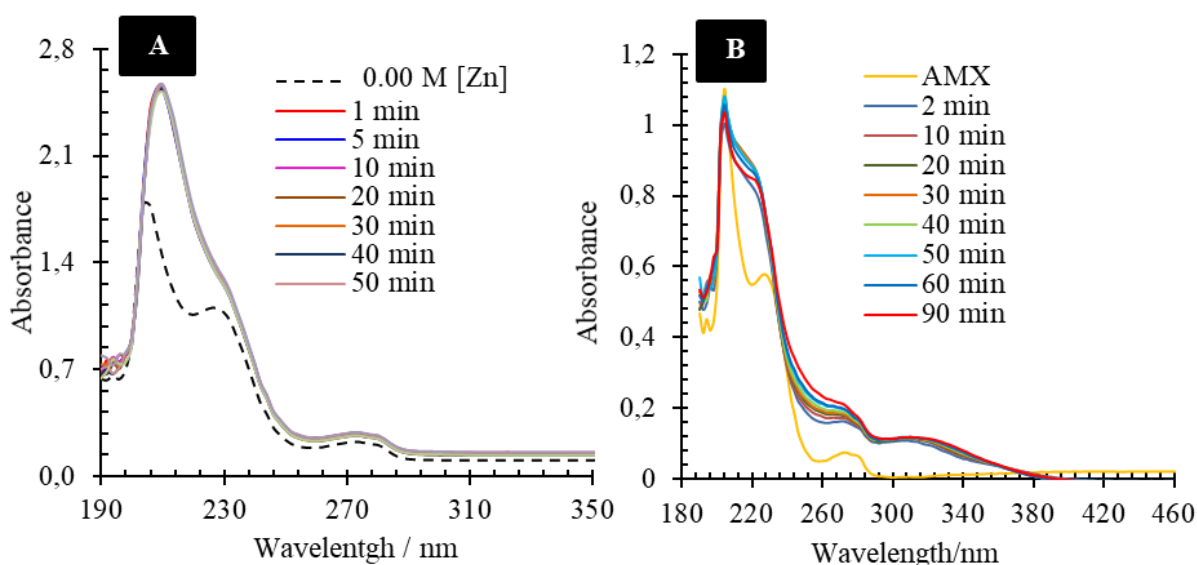 A
2,8
2,1
1,4
0,7
0,0
Absorbance
190
230
270
310
350
Wavelentgh / nm
0.00 M [Zn]
1 min
5 min
10 min
20 min
30 min
40 min
50 min
B
1,2
1
0,8
0,6
0,4
0,2
0
Absorbance
180
220
260
300
340
380
420
460
Wavelength/nm
AMX
2 min
10 min
20 min
30 min
40 min
50 min
60 min
90 min